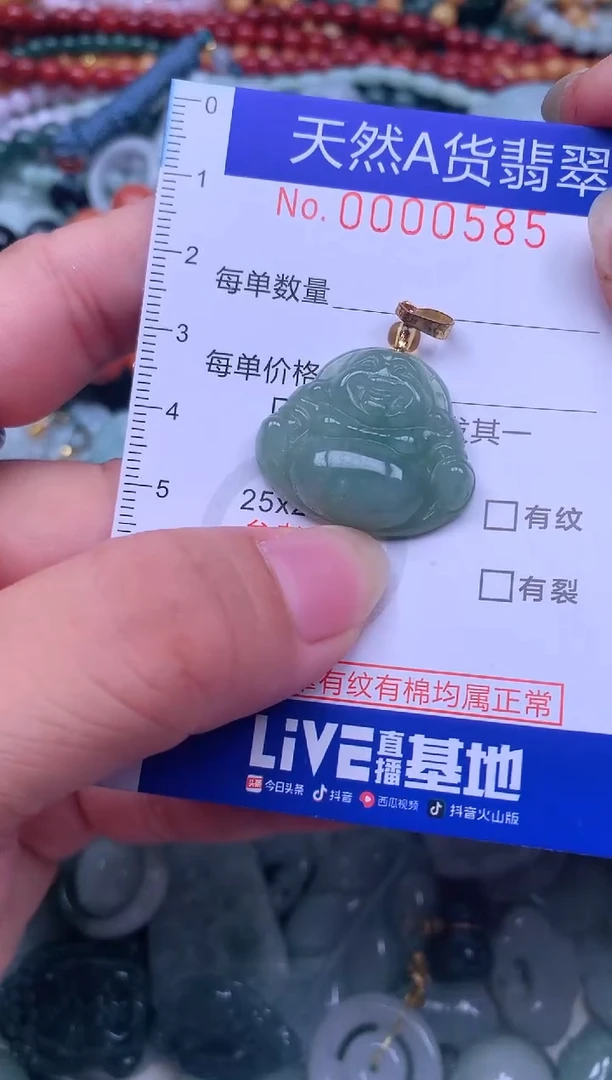 0
天然A货翡翠
1
No. 0000585
2
每单数量
3
每单价格
4
其一
5
25x2
有纹
有裂
有纹有棉均属正常
LiVE直播基地
头条 今日头条 抖音 西瓜视频 抖音火山版